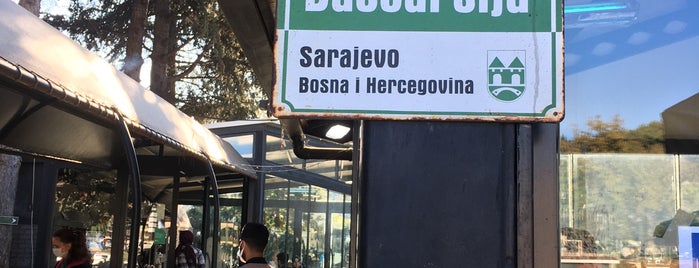 Sarajevo
Bosna i Hercegovina